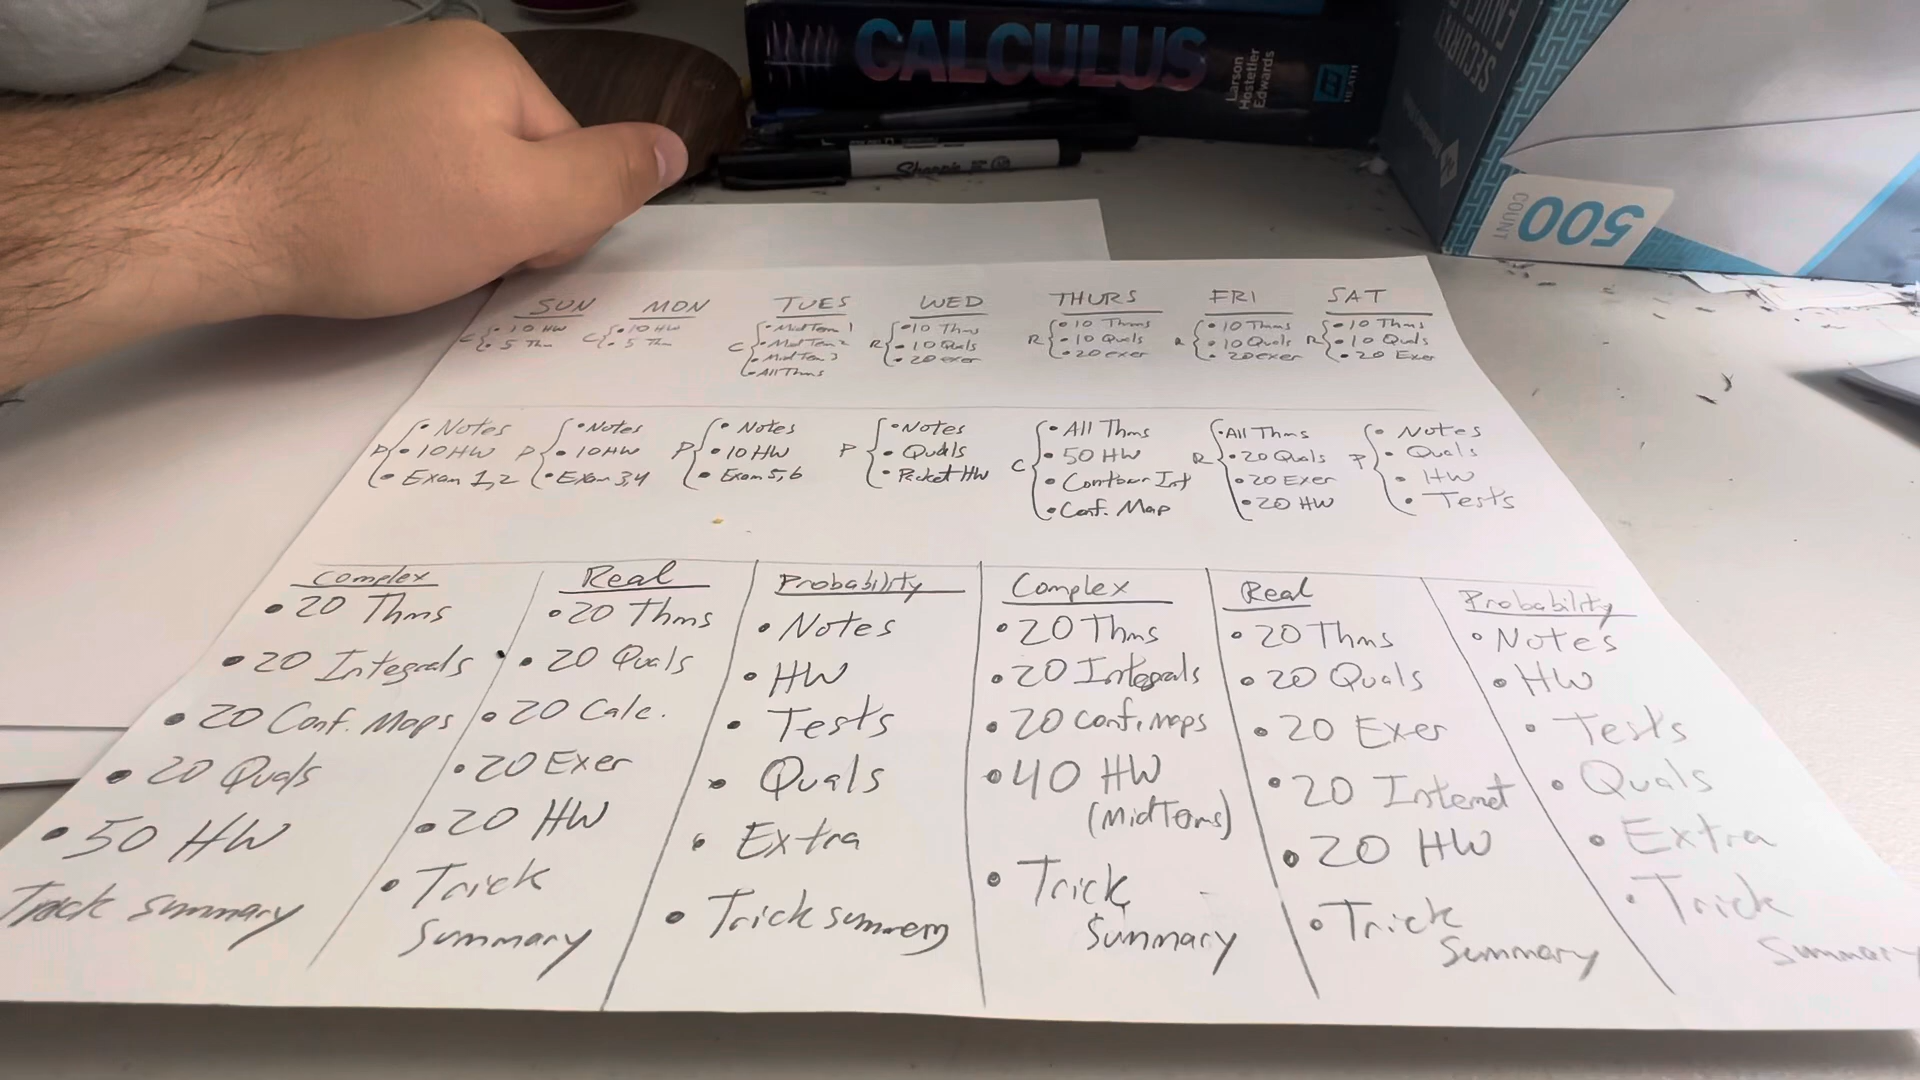 CALCULUS
Larson
Hostetler
Edwards
HEATH
SECURITY
Sharpie
500
COUNT
SUN MON TUES WED THURS FRI SAT
C { • 10 HW
• 5 Thm
C { • 10 HW
• 5 Thm
C { • MidTerm 1
• MidTerm 2
• MidTerm 3
• All Thms
R { • 10 Thms
• 10 Quals
• 20 exer
R { • 10 Thms
• 10 Quals
• 20 exer
R { • 10 Thms
• 10 Quals
• 20 exer
R { • 10 Thms
• 10 Quals
• 20 Exer
P { • Notes
• 10 HW
• Exam 1,2
P { • Notes
• 10 HW
• Exam 3,4
P { • Notes
• 10 HW
• Exam 5,6
P { • Notes
• Quals
• Packet HW
C { • All Thms
• 50 HW
• Contour Int
• Conf. Map
R { • All Thms
• 20 Quals
• 20 Exer
• 20 HW
P { • Notes
• Quals
• HW
• Tests
Complex
• 20 Thms
• 20 Integrals
• 20 Conf. Maps
• 20 Quals
• 50 HW
Trick Summary
Real
• 20 Thms
• 20 Quals
• 20 Calc.
• 20 Exer
• 20 HW
• Trick
Summary
Probability
• Notes
• HW
• Tests
• Quals
• Extra
• Trick summary
Complex
• 20 Thms
• 20 Integrals
• 20 conf. maps
• 40 HW
(MidTerms)
• Trick
Summary
Real
• 20 Thms
• 20 Quals
• 20 Exer
• 20 Internet
• 20 HW
• Trick
Summary
Probability
• Notes
• HW
• Tests
• Quals
• Extra
• Trick
Summary